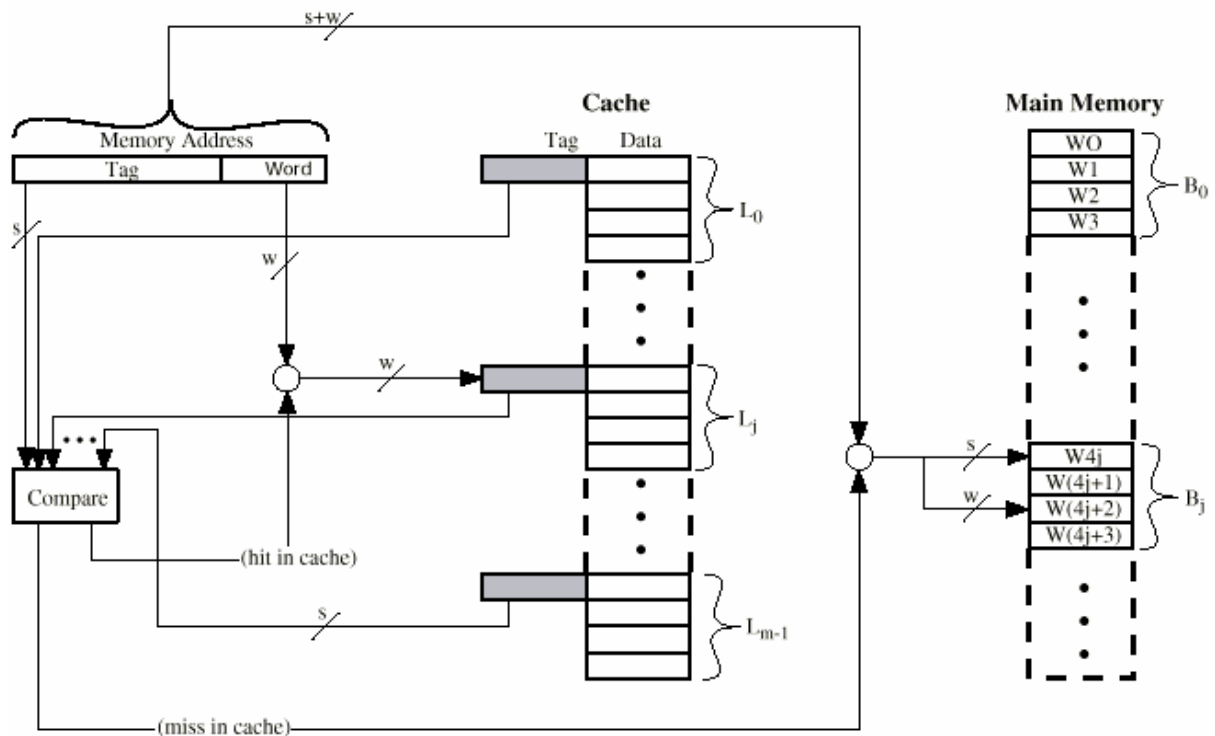 s+w
Cache
Main Memory
Memory Address
Tag Data
Tag Word
WO
W1
W2
W3
B0
L0
s
w
w
Lj
Compare
(hit in cache)
s
w
W4j
W(4j+1)
W(4j+2)
W(4j+3)
Bj
s
Lm-1
(miss in cache)